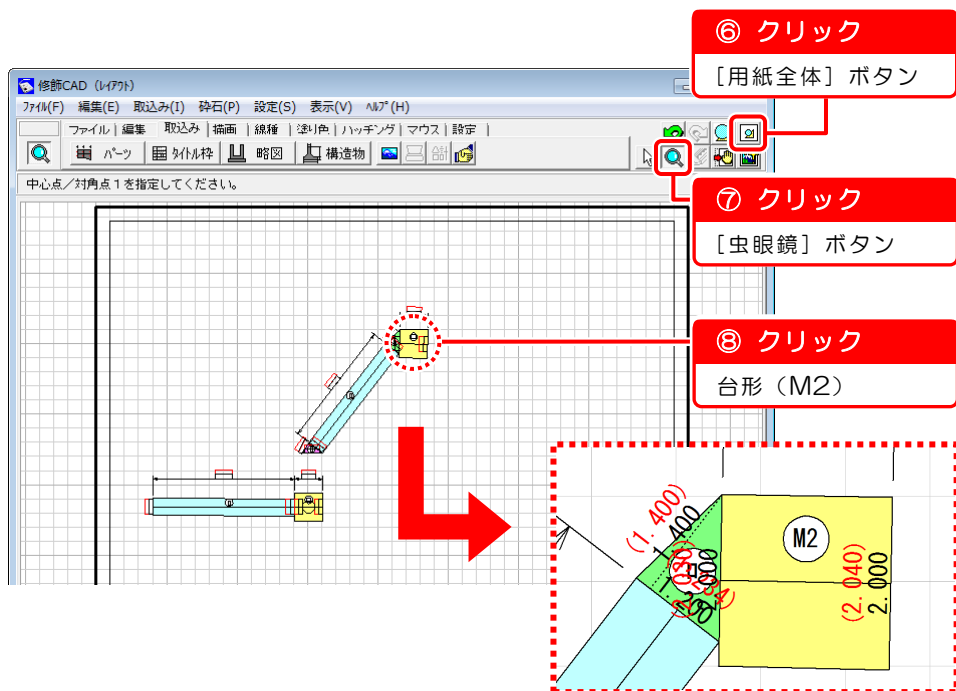 ⑥ クリック
[用紙全体] ボタン
修師CAD (レイアウト)
ファイル(F) 編集(E) 取込み(I) 砕石(P) 設定(S) 表示(V) ヘルプ(H)
ファイル 編集 取込み 描画 線種 塗り色 ハッチング マウス 設定
パーツ タイトル枠 略図 構造物
中心点/対角点1を指定してください。
⑦ クリック
[虫眼鏡] ボタン
⑧ クリック
台形(M2)
(1.400)
1.400
M2
(2.040)
2.000
1.200